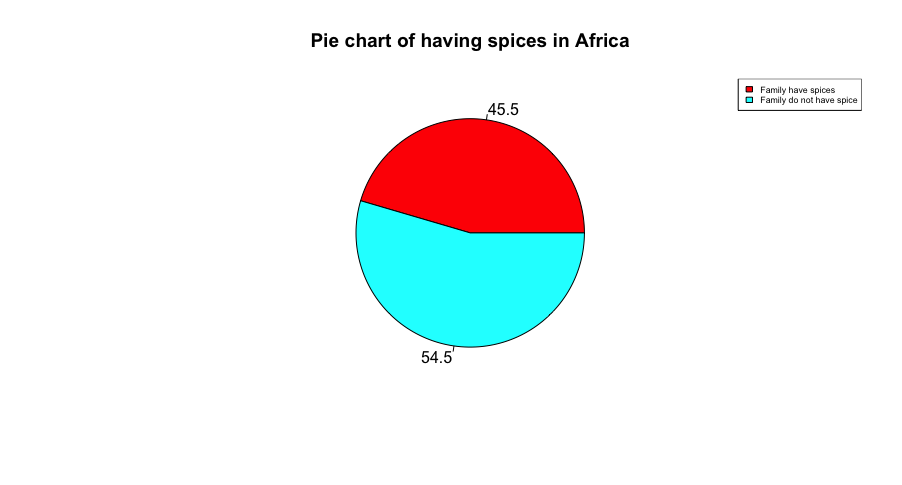 Pie chart of having spices in Africa
Family have spices
Family do not have spice
45.5
54.5